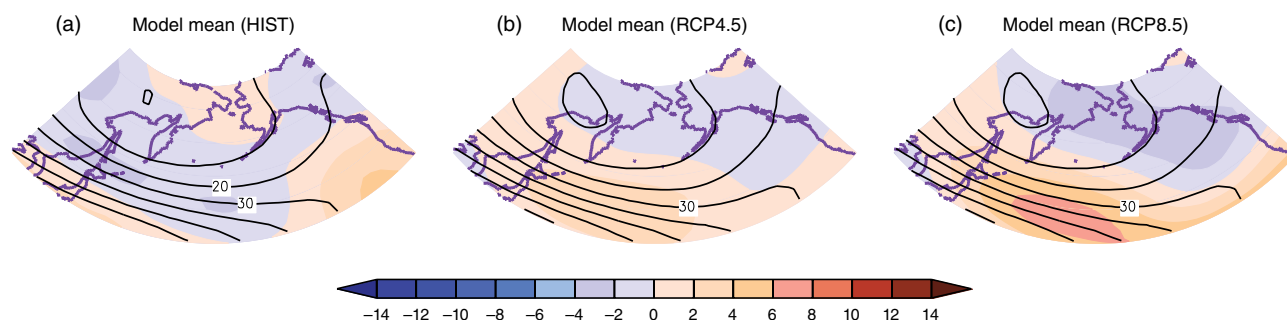 (a) Model mean (HIST)
(b) Model mean (RCP4.5)
(c) Model mean (RCP8.5)
20
30
30
30
−14 −12 −10 −8 −6 −4 −2 0 2 4 6 8 10 12 14